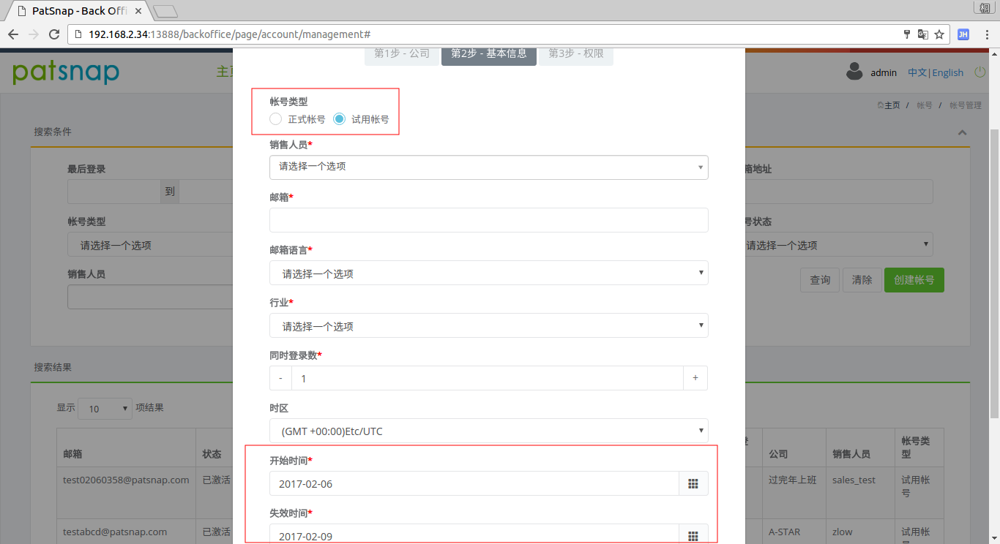 PatSnap - Back Offi
192.168.2.34:13888/backoffice/page/account/management#
JH
patsnap
主页
admin
中文|English
主页 / 帐号 / 帐号管理
搜索条件
最后登录
到
帐号类型
请选择一个选项
销售人员
箱地址
号状态
请选择一个选项
查询
清除
创建帐号
第1步 - 公司
第2步 - 基本信息
第3步 - 权限
帐号类型
正式帐号
试用帐号
销售人员*
请选择一个选项
邮箱*
邮箱语言*
请选择一个选项
行业*
请选择一个选项
同时登录数*
- 1 +
时区
(GMT +00:00)Etc/UTC
开始时间*
2017-02-06
失效时间*
2017-02-09
搜索结果
显示 10 项结果
邮箱 状态 公司 销售人员 帐号类型
test02060358@patsnap.com 已激活 过完年上班 sales_test 试用帐号
testabcd@patsnap.com 已激活 A-STAR zlow 试用帐